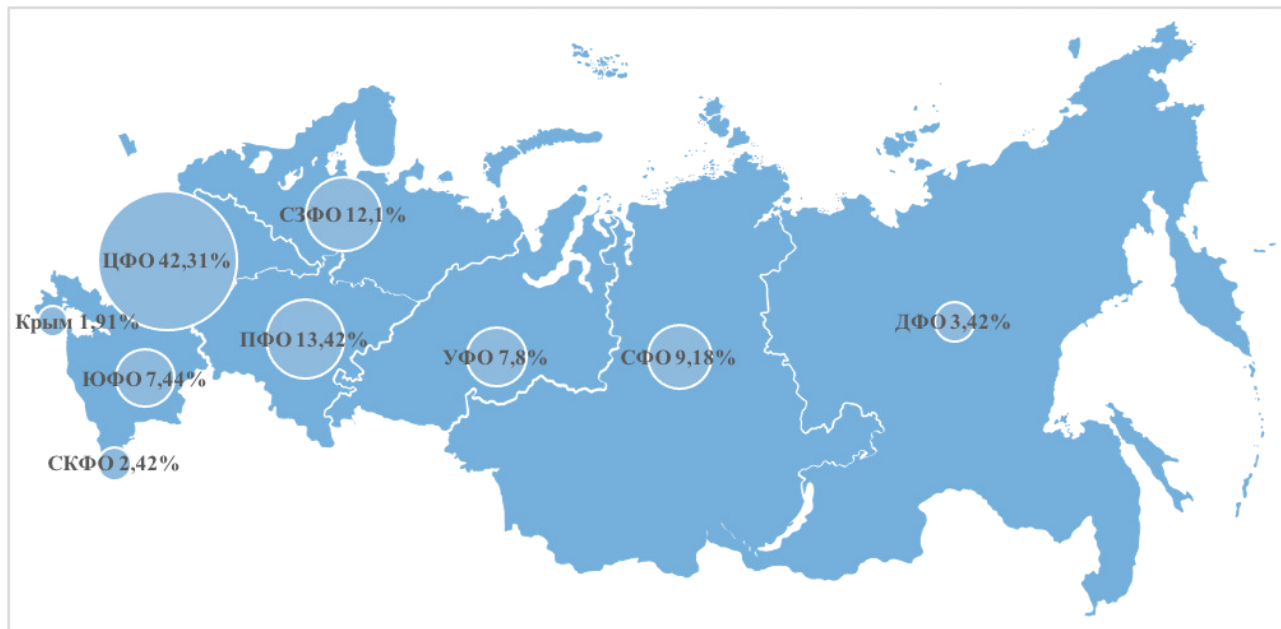 СЗФО 12,1%
ЦФО 42,31%
Крым 1,91%
ПФО 13,42%
ДФО 3,42%
УФО 7,8%
СФО 9,18%
ЮФО 7,44%
СКФО 2,42%